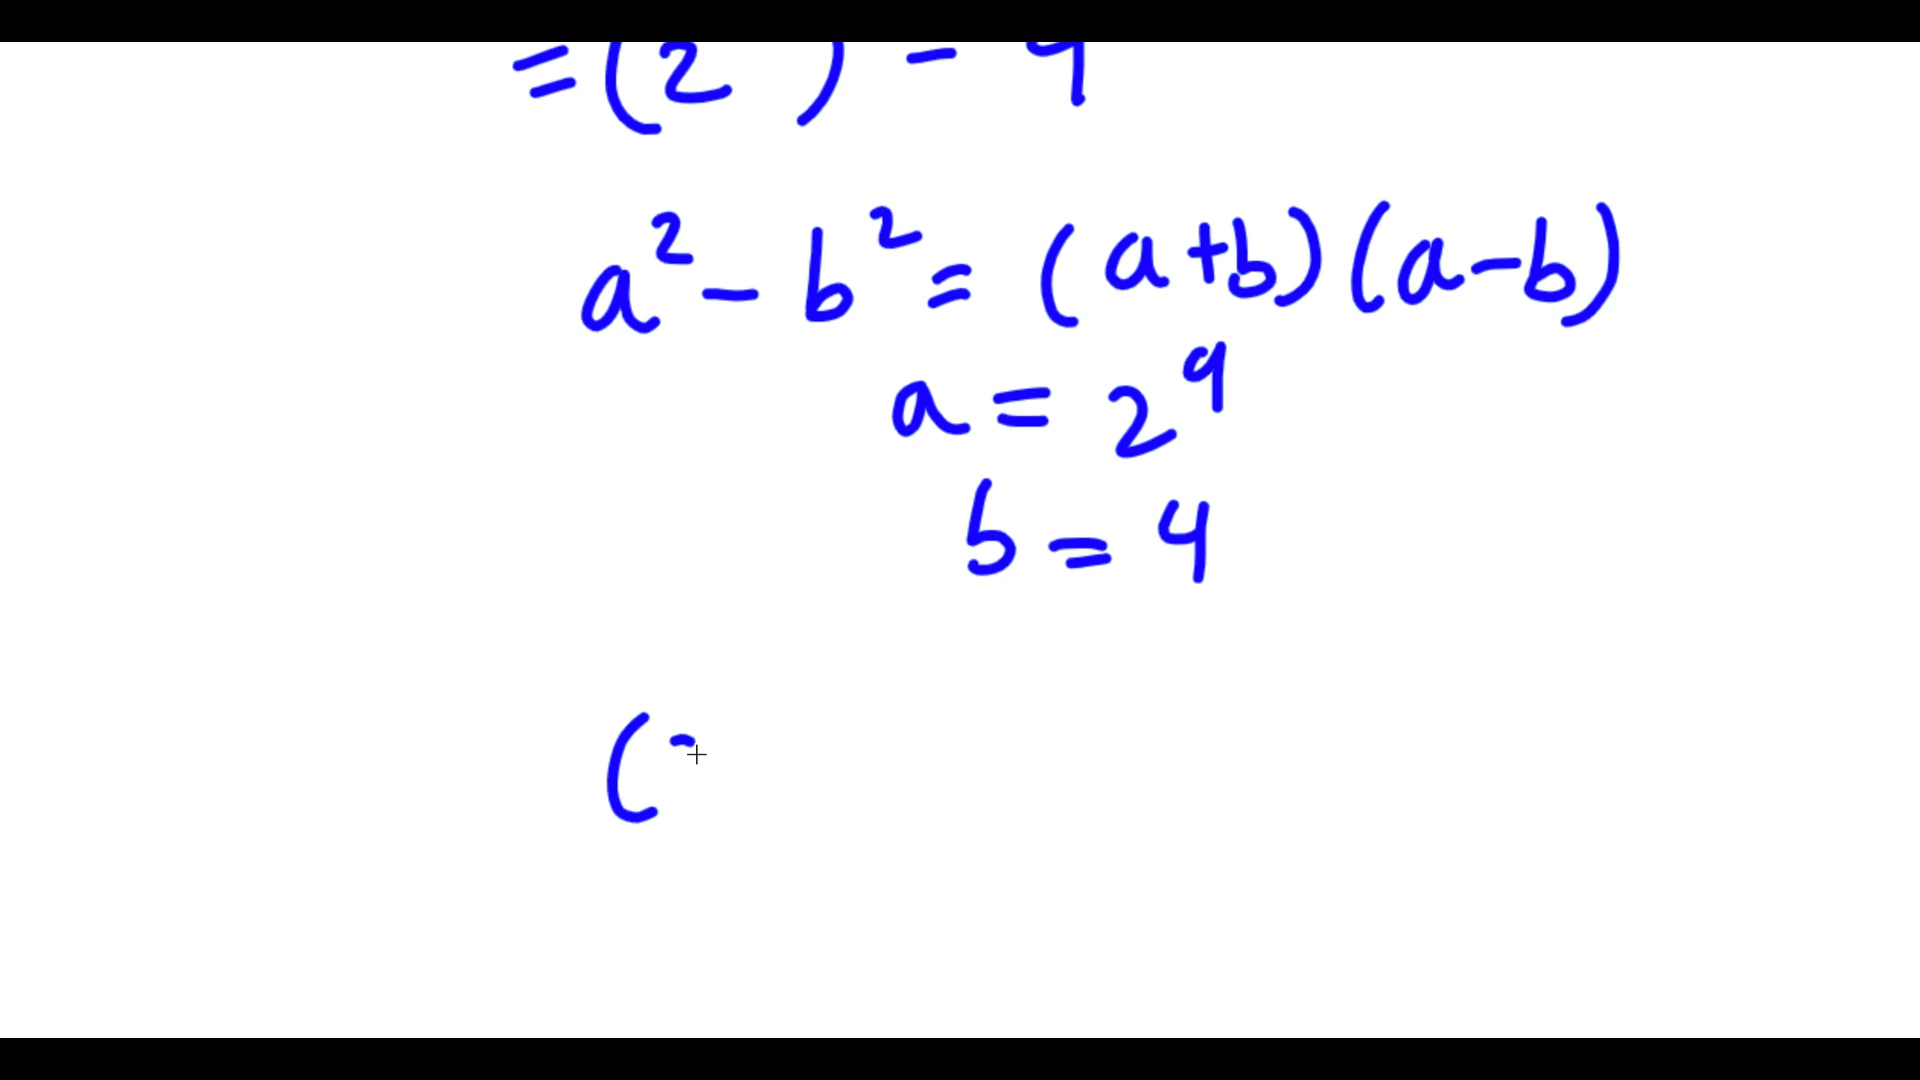 = (2 ) - 4
a² - b² = (a+b)(a-b)
a = 2⁹
b = 4
(